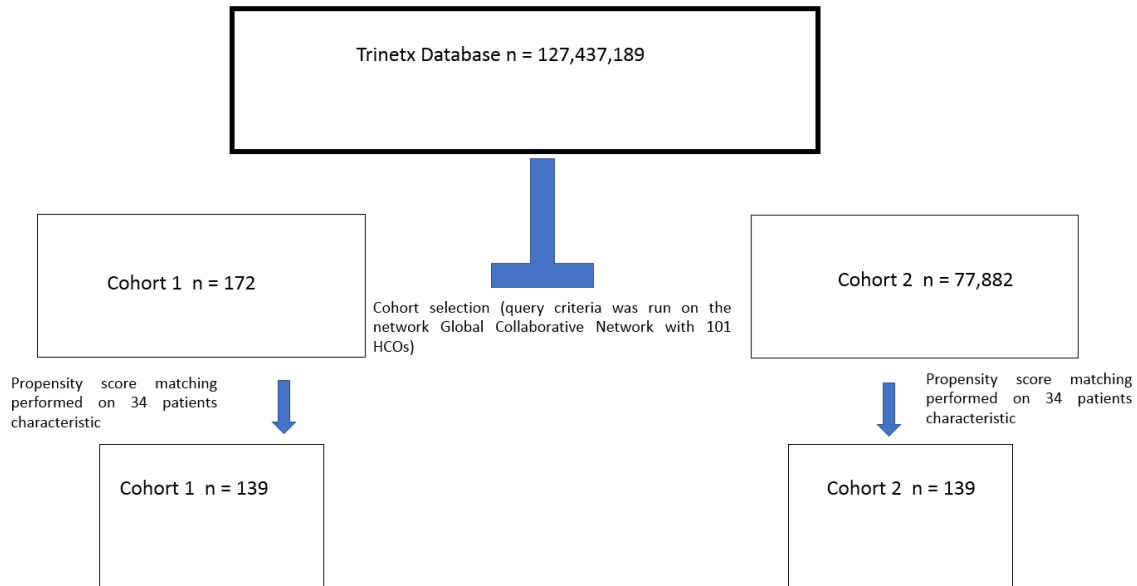 Trinetx Database n = 127,437,189
Cohort 1 n = 172
Cohort 2 n = 77,882
Cohort selection (query criteria was run on the
network Global Collaborative Network with 101
HCOs)
Propensity score matching
performed on 34 patients
characteristic
Propensity score matching
performed on 34 patients
characteristic
Cohort 1 n = 139
Cohort 2 n = 139